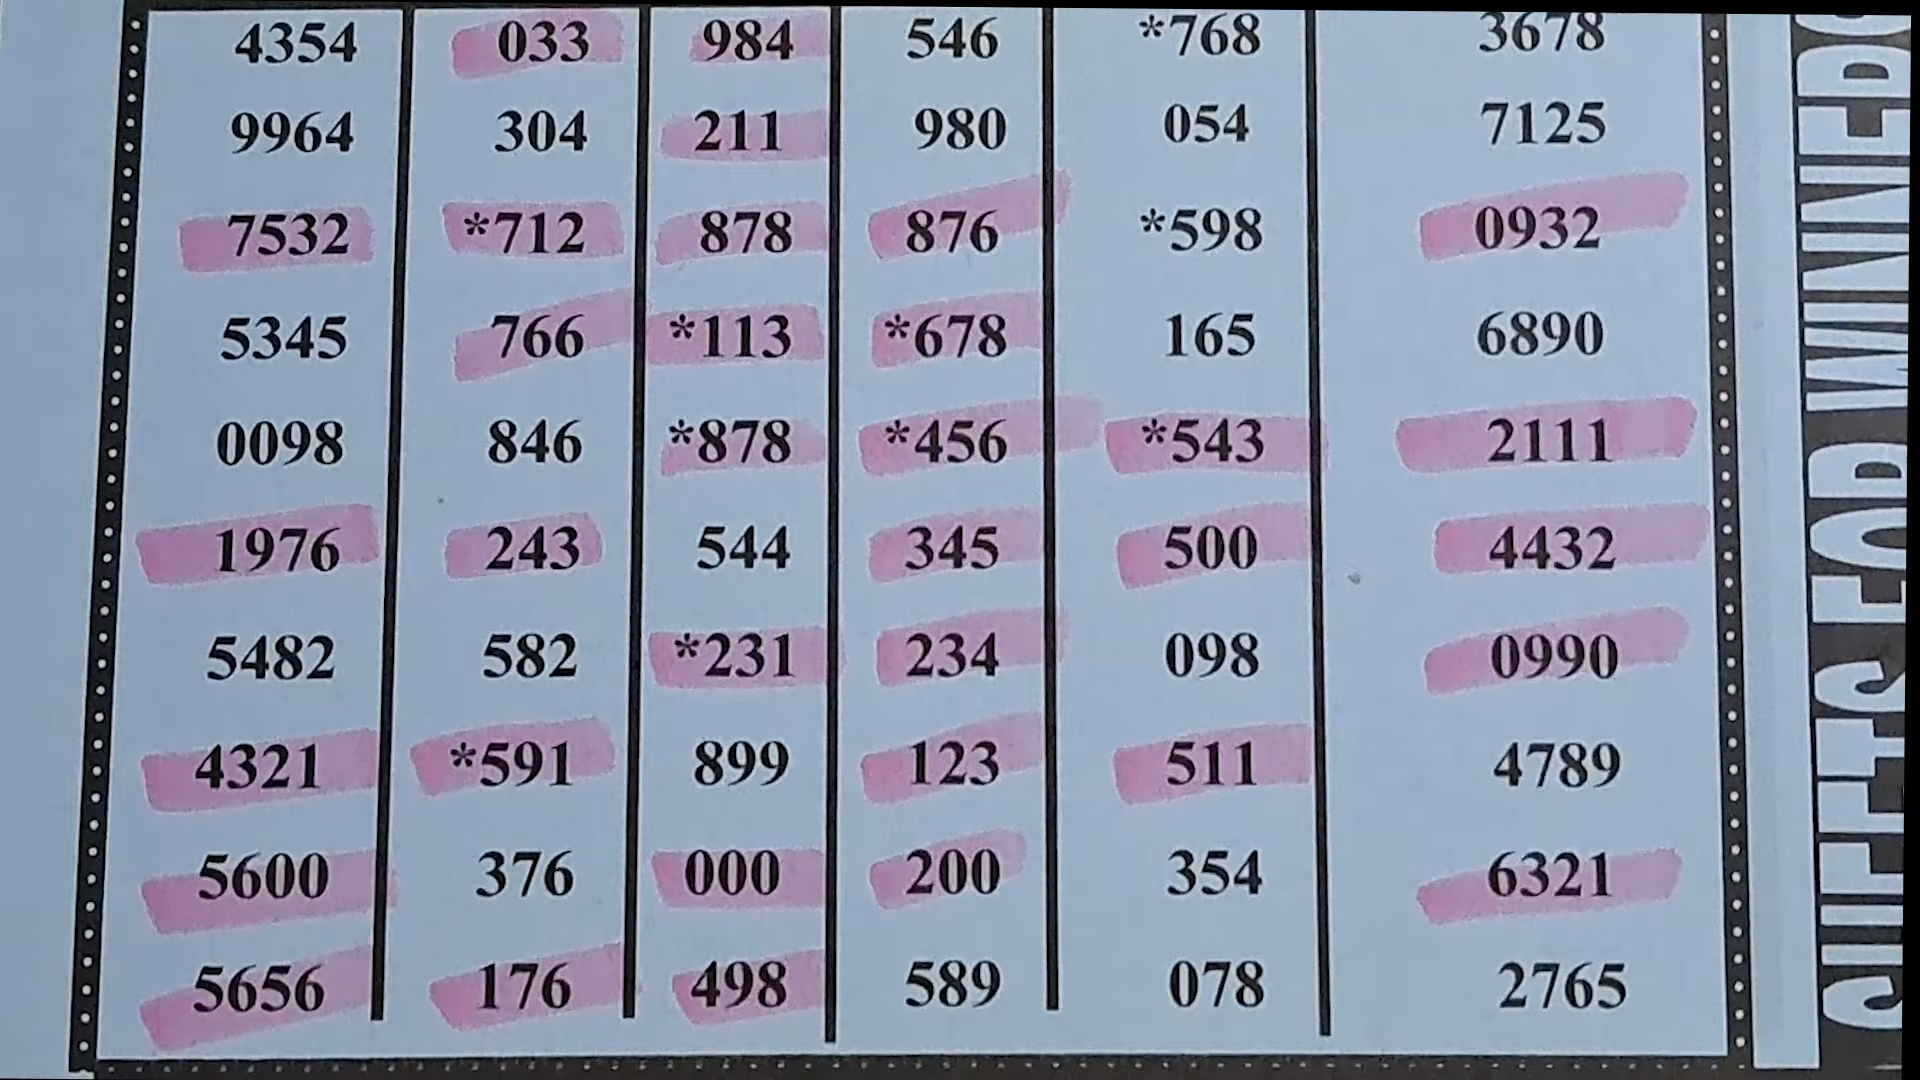 4354 033 984 546 *768 3678
9964 304 211 980 054 7125
7532 *712 878 876 *598 0932
5345 766 *113 *678 165 6890
0098 846 *878 *456 *543 2111
1976 243 544 345 500 4432
5482 582 *231 234 098 0990
4321 *591 899 123 511 4789
5600 376 000 200 354 6321
5656 176 498 589 078 2765
FOR